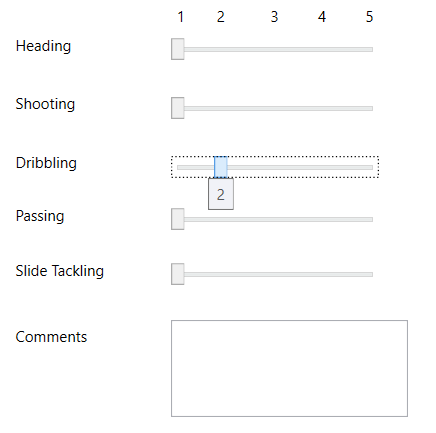 1 2 3 4 5
Heading
Shooting
Dribbling
2
Passing
Slide Tackling
Comments